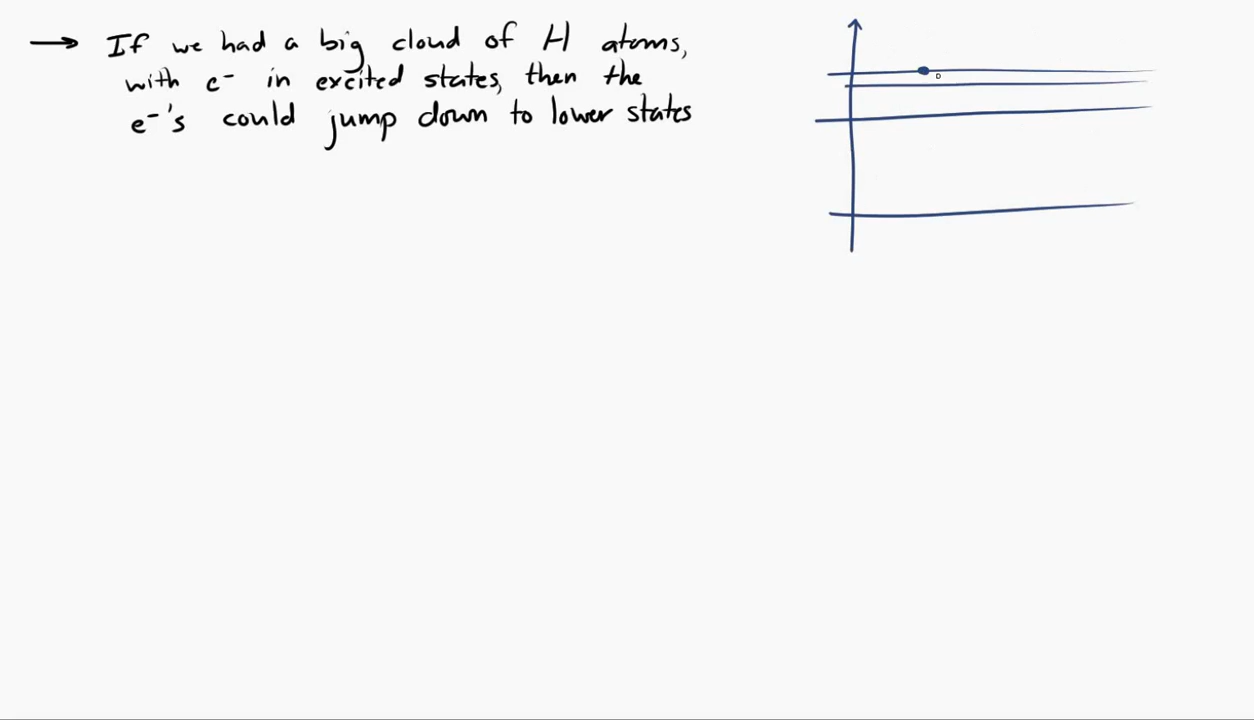 → If we had a big cloud of H atoms,
with e⁻ in excited states, then the
e⁻'s could jump down to lower states